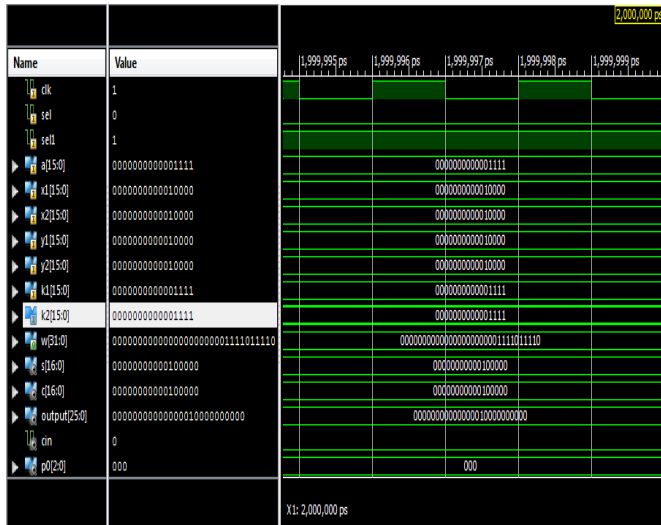 2,000,000 ps
Name Value 1,999,995 ps 1,999,996 ps 1,999,997 ps 1,999,998 ps 1,999,999 ps
clk 1
sel 0
sel1 1
a[15:0] 0000000000001111 0000000000001111
x1[15:0] 0000000000010000 0000000000010000
x2[15:0] 0000000000010000 0000000000010000
y1[15:0] 0000000000010000 0000000000010000
y2[15:0] 0000000000010000 0000000000010000
k1[15:0] 0000000000001111 0000000000001111
k2[15:0] 0000000000001111 0000000000001111
w[31:0] 00000000000000000000001111011110 00000000000000000000001111011110
s[16:0] 00000000000100000 00000000000100000
c[16:0] 00000000000100000 00000000000100000
output[25:0] 00000000000000010000000000 00000000000000010000000000
cin 0
p0[2:0] 000 000
X1: 2,000,000 ps